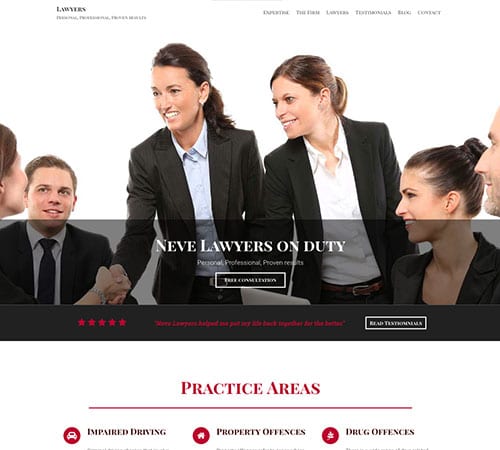 Lawyers
Personal, Professional, Proven results
Expertise The Firm Lawyers Testimonials Blog Contact
Neve Lawyers on duty
Personal, Professional, Proven results
Free consultation
"Neve Lawyers helped me put my life back together for the better"
Read Testiomnials
Practice Areas
Impaired Driving
Property Offences
Drug Offences